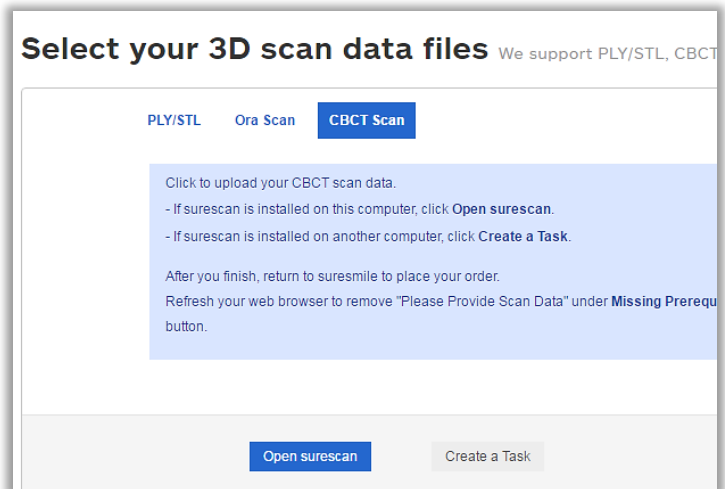 Select your 3D scan data files We support PLY/STL, CBCT
PLY/STL Ora Scan CBCT Scan
Click to upload your CBCT scan data.
- If surescan is installed on this computer, click Open surescan.
- If surescan is installed on another computer, click Create a Task.
After you finish, return to suresmile to place your order.
Refresh your web browser to remove "Please Provide Scan Data" under Missing Prerequ
button.
Open surescan Create a Task